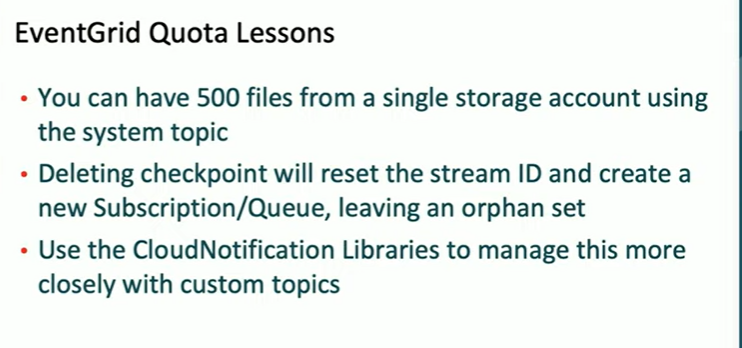 EventGrid Quota Lessons
• You can have 500 files from a single storage account using
the system topic
• Deleting checkpoint will reset the stream ID and create a
new Subscription/Queue, leaving an orphan set
• Use the CloudNotification Libraries to manage this more
closely with custom topics